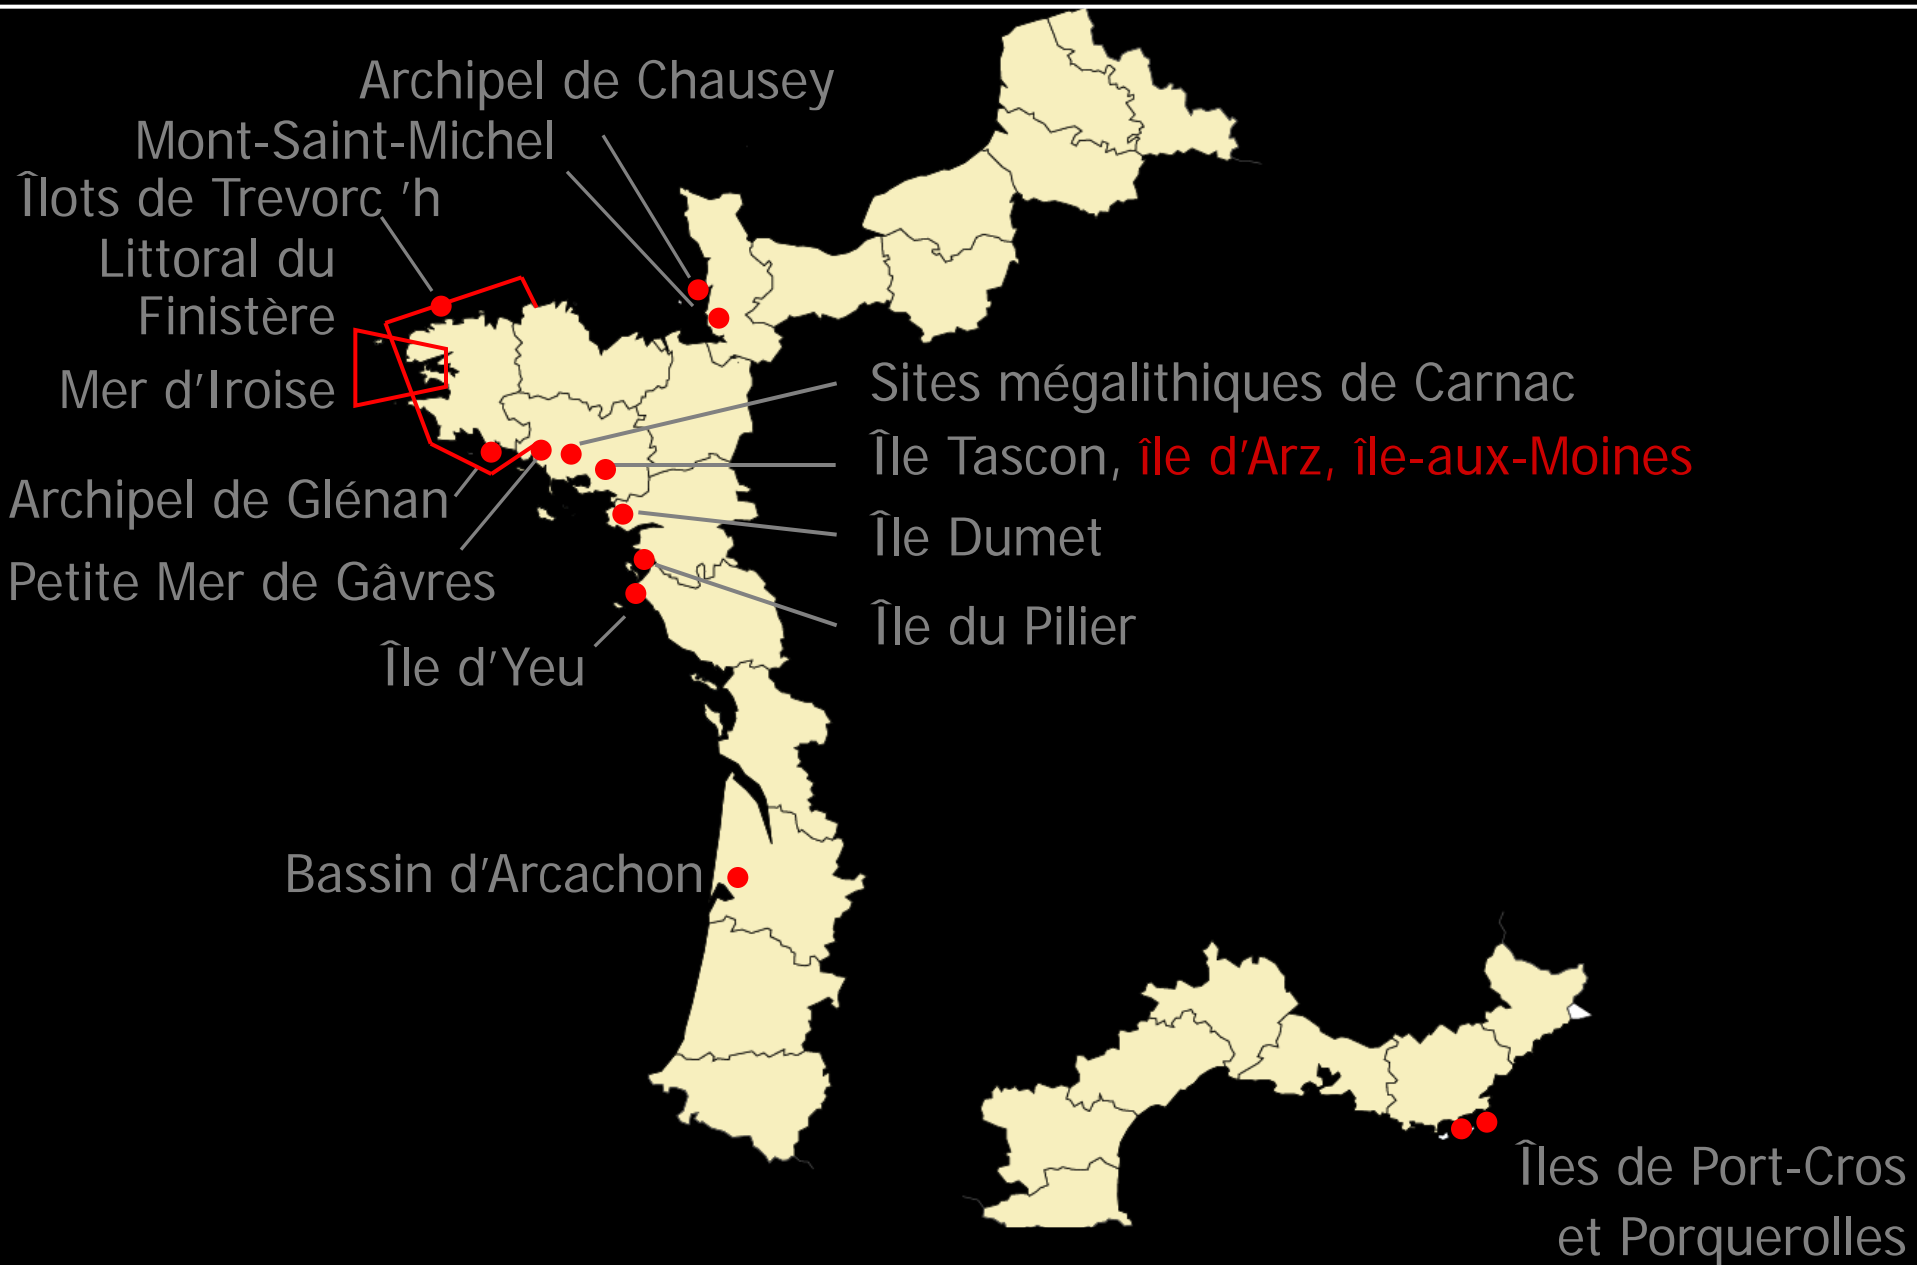 Archipel de Chausey
Mont-Saint-Michel
Îlots de Trevorc 'h
Littoral du
Finistère
Mer d'Iroise
Sites mégalithiques de Carnac
Île Tascon, île d'Arz, île-aux-Moines
Archipel de Glénan
Île Dumet
Petite Mer de Gâvres
Île du Pilier
Île d'Yeu
Bassin d'Arcachon
Îles de Port-Cros
et Porquerolles